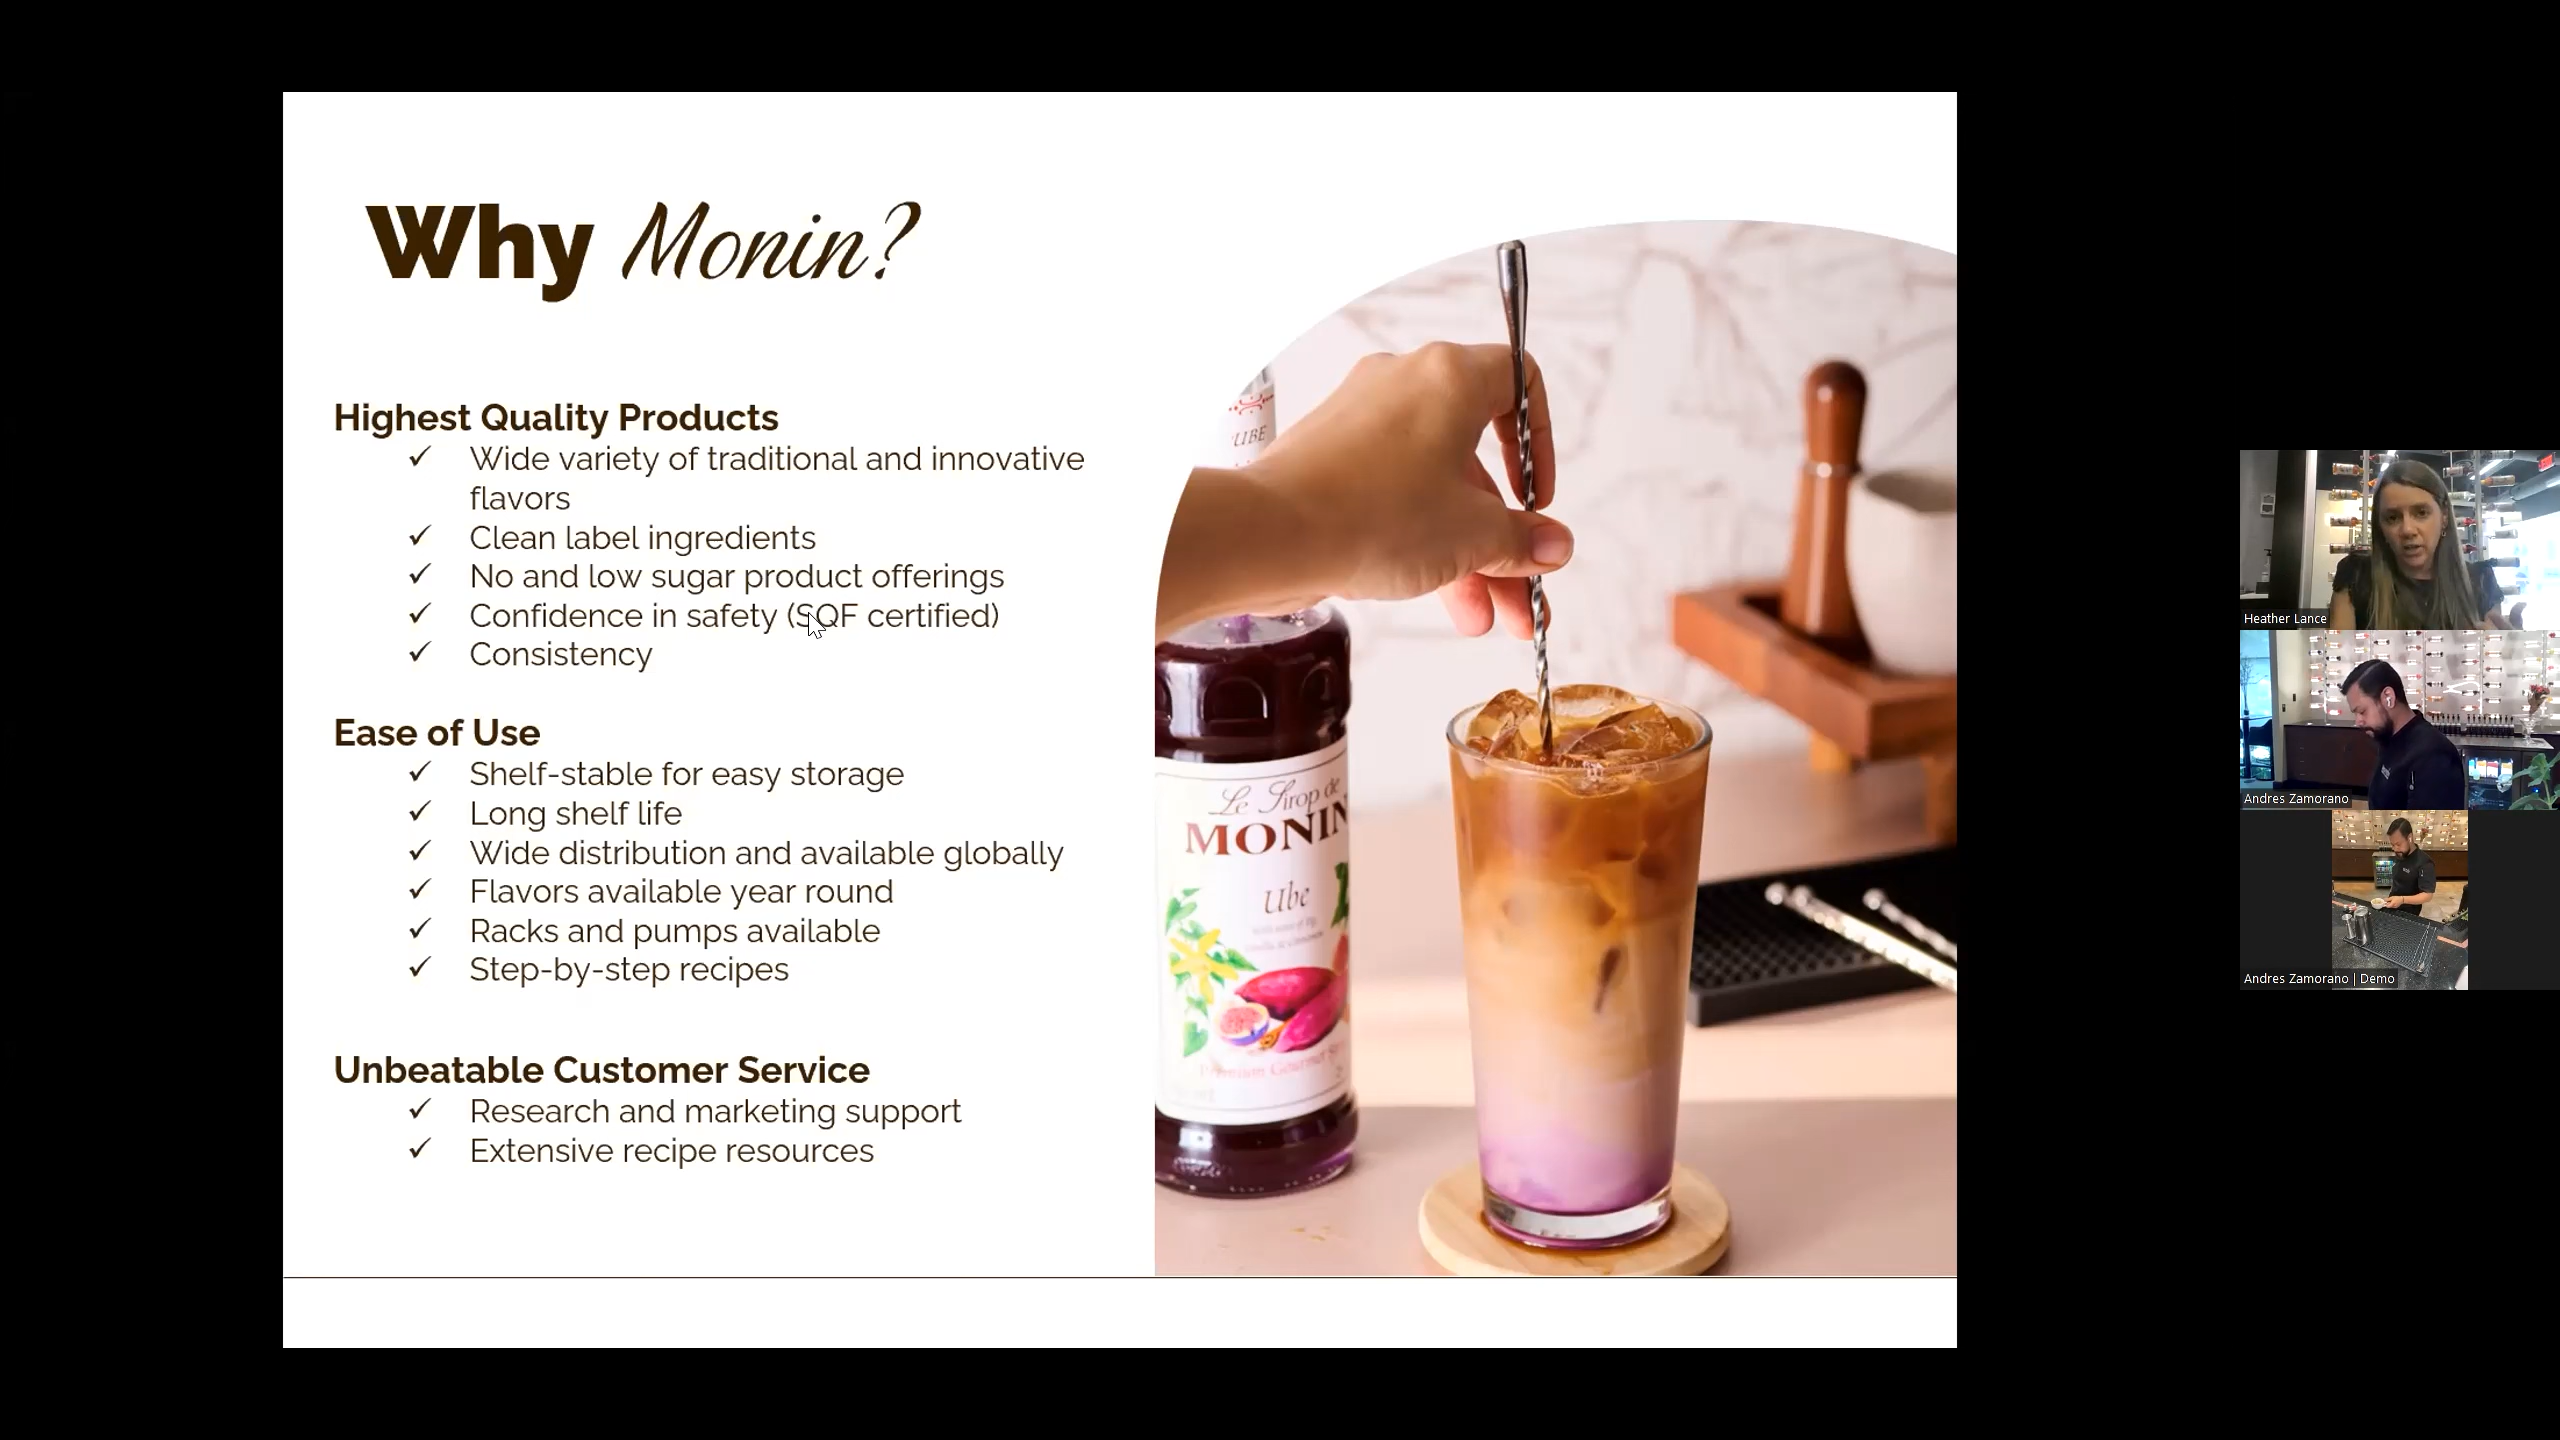 Why Monin?
Highest Quality Products
✓ Wide variety of traditional and innovative
flavors
✓ Clean label ingredients
✓ No and low sugar product offerings
✓ Confidence in safety (SQF certified)
✓ Consistency
Ease of Use
✓ Shelf-stable for easy storage
✓ Long shelf life
✓ Wide distribution and available globally
✓ Flavors available year round
✓ Racks and pumps available
✓ Step-by-step recipes
Unbeatable Customer Service
✓ Research and marketing support
✓ Extensive recipe resources
Le Sirop de
MONIN
Ube
Heather Lance
Andres Zamorano
Andres Zamorano | Demo